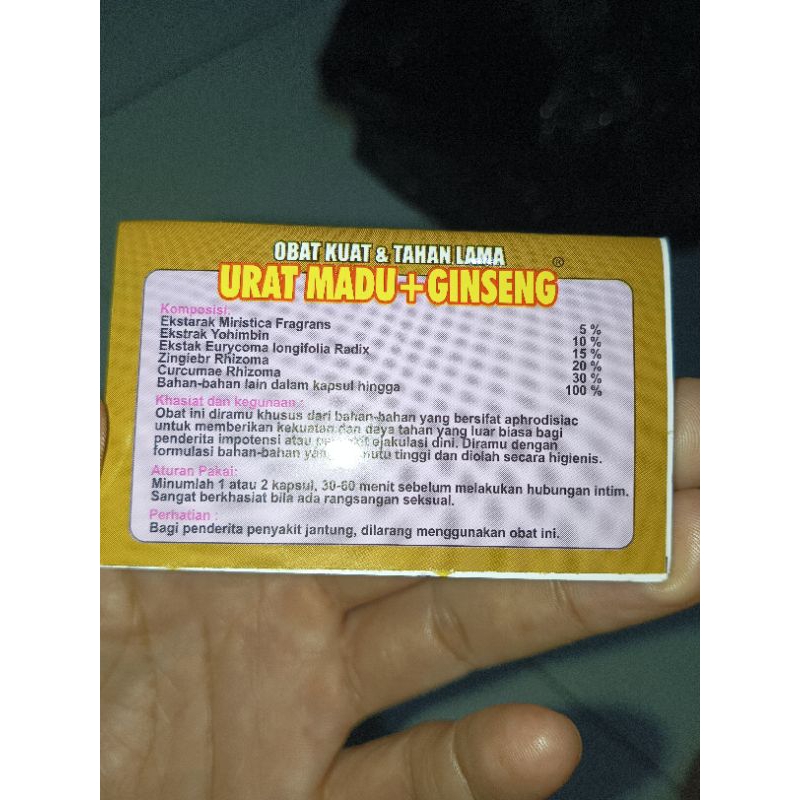 OBAT KUAT & TAHAN LAMA
URAT MADU+GINSENG ®
Komposisi:
Ekstarak Miristica Fragrans 5 %
Ekstrak Yohimbin 10 %
Ekstak Eurycoma longifolia Radix 15 %
Zingiebr Rhizoma 20 %
Curcumae Rhizoma 30 %
Bahan-bahan lain dalam kapsul hingga 100 %
Khasiat dan kegunaan :
Obat ini diramu khusus dari bahan-bahan yang bersifat aphrodisiac
untuk memberikan kekuatan dan daya tahan yang luar biasa bagi
penderita impotensi atau ejakulasi dini. Diramu dengan
formulasi bahan-bahan tinggi dan diolah secara higienis.
Aturan Pakai:
Minumlah 1 atau 2 kapsul, 30-60 menit sebelum melakukan hubungan intim.
Sangat berkhasiat bila ada rangsangan seksual.
Perhatian :
Bagi penderita penyakit jantung, dilarang menggunakan obat ini.